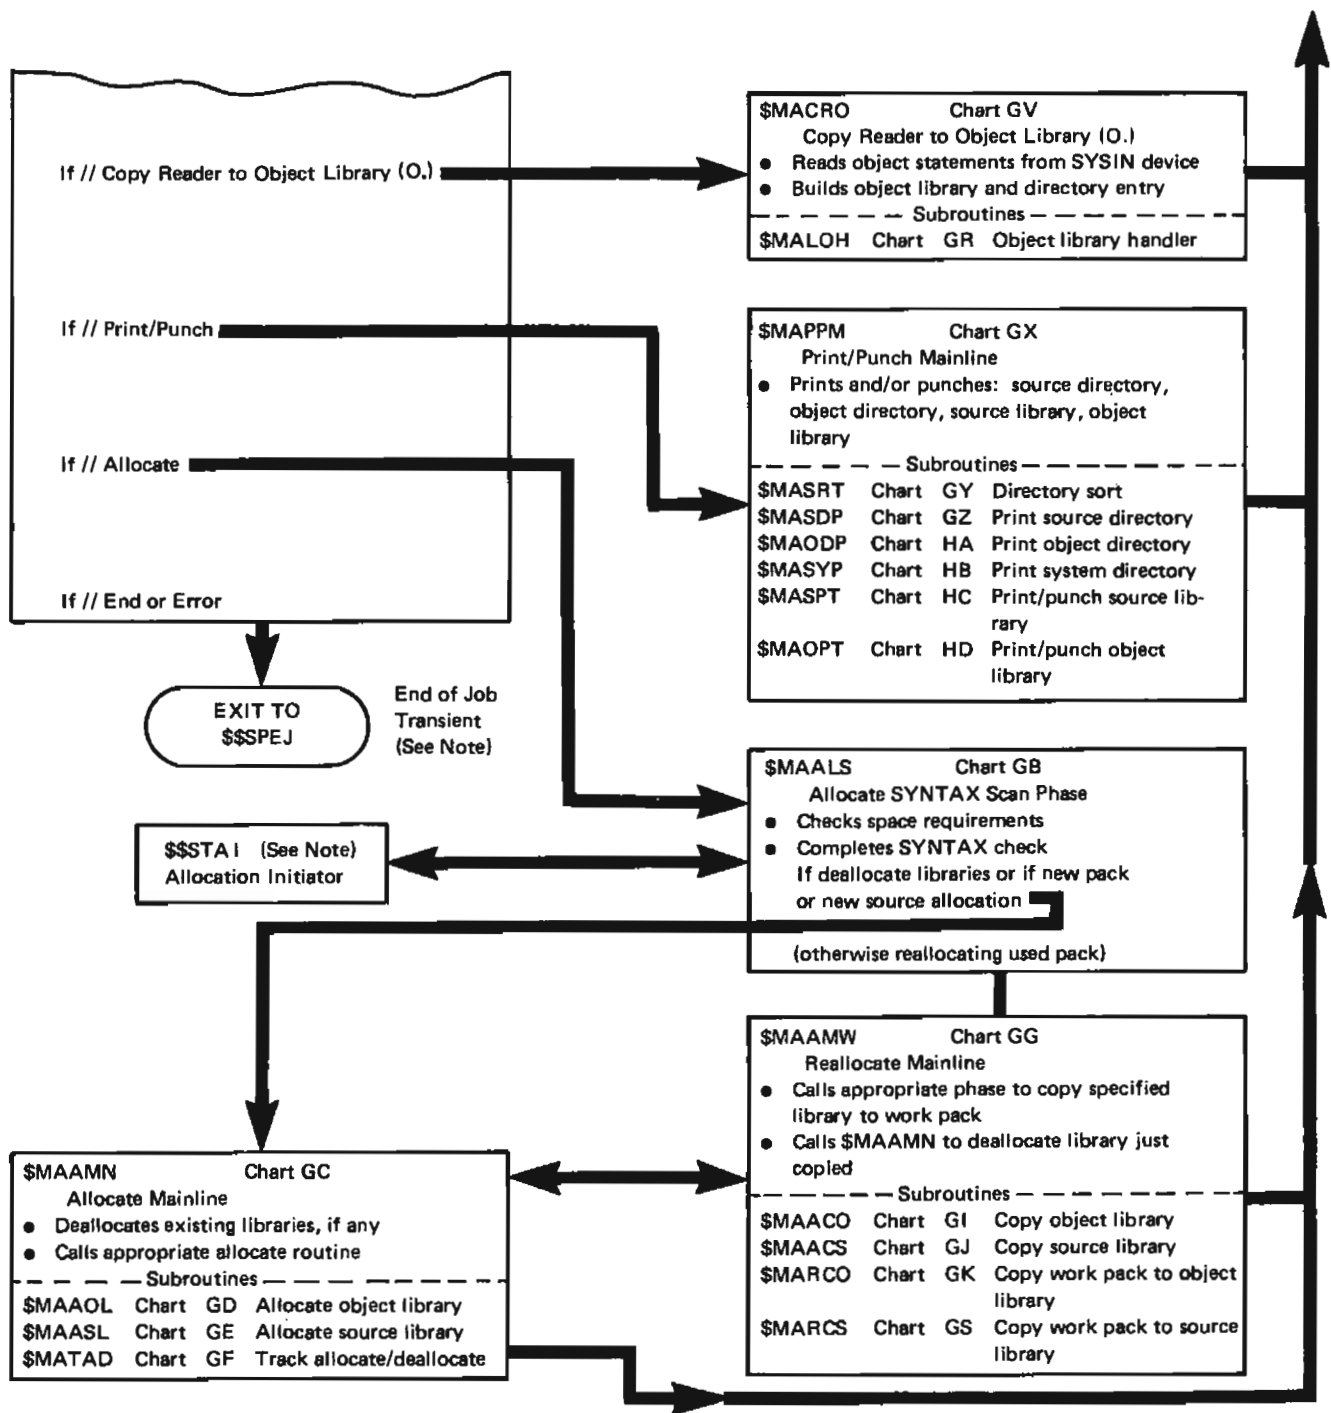 If // Copy Reader to Object Library (O.)
If // Print/Punch
If // Allocate
If // End or Error
EXIT TO
$$SPEJ
End of Job
Transient
(See Note)
$MACRO Chart GV
Copy Reader to Object Library (O.)
● Reads object statements from SYSIN device
● Builds object library and directory entry
Subroutines
$MALOH Chart GR Object library handler
$MAPPM Chart GX
Print/Punch Mainline
● Prints and/or punches: source directory,
object directory, source library, object
library
Subroutines
$MASRT Chart GY Directory sort
$MASDP Chart GZ Print source directory
$MAODP Chart HA Print object directory
$MASYP Chart HB Print system directory
$MASPT Chart HC Print/punch source lib-
rary
$MAOPT Chart HD Print/punch object
library
$MAALS Chart GB
Allocate SYNTAX Scan Phase
● Checks space requirements
● Completes SYNTAX check
If deallocate libraries or if new pack
or new source allocation
(otherwise reallocating used pack)
$$STAI (See Note)
Allocation Initiator
$MAAMW Chart GG
Reallocate Mainline
● Calls appropriate phase to copy specified
library to work pack
● Calls $MAAMN to deallocate library just
copied
Subroutines
$MAACO Chart GI Copy object library
$MAACS Chart GJ Copy source library
$MARCO Chart GK Copy work pack to object
library
$MARCS Chart GS Copy work pack to source
library
$MAAMN Chart GC
Allocate Mainline
● Deallocates existing libraries, if any
● Calls appropriate allocate routine
Subroutines
$MAAOL Chart GD Allocate object library
$MAASL Chart GE Allocate source library
$MATAD Chart GF Track allocate/deallocate